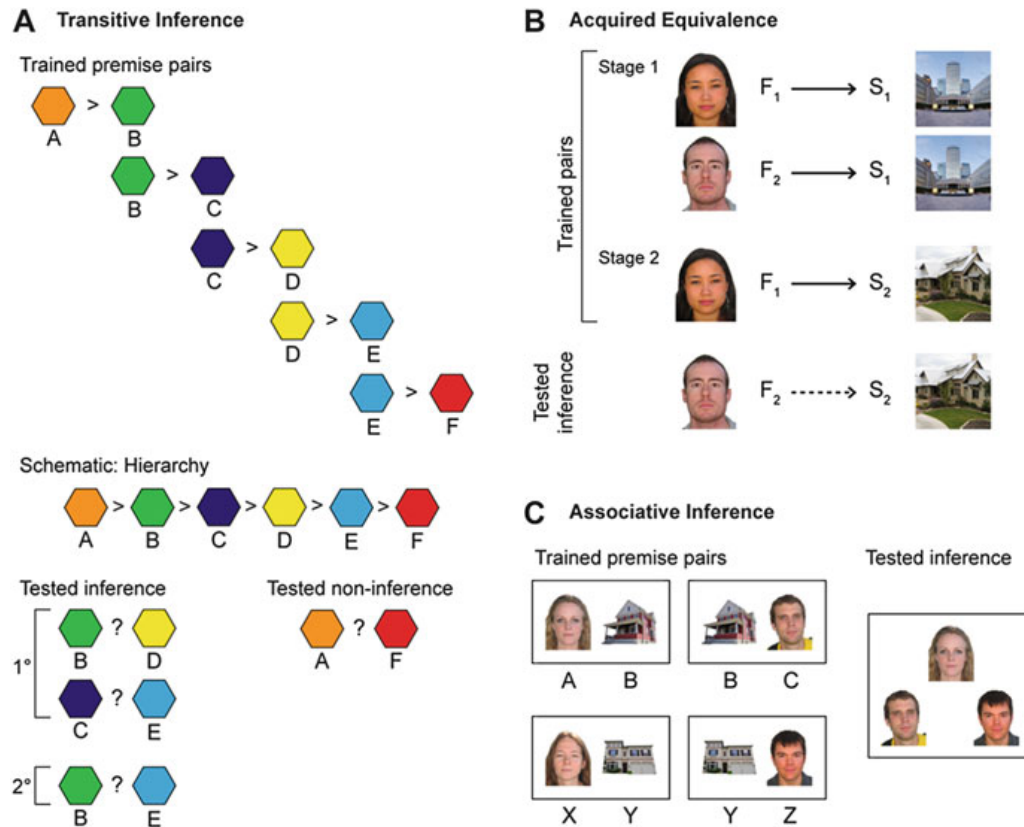 A Transitive Inference
Trained premise pairs
A > B
B > C
C > D
D > E
E > F
Schematic: Hierarchy
> > > > >
A B C D E F
Tested inference
1°
?
B D
?
C E
2°
?
B E
Tested non-inference
?
A F
B Acquired Equivalence
Trained pairs
Stage 1
F₁ → S₁
F₂ → S₁
Stage 2
F₁ → S₂
Tested
inference
F₂ ⇢ S₂
C Associative Inference
Trained premise pairs
A B
B C
X Y
Y Z
Tested inference